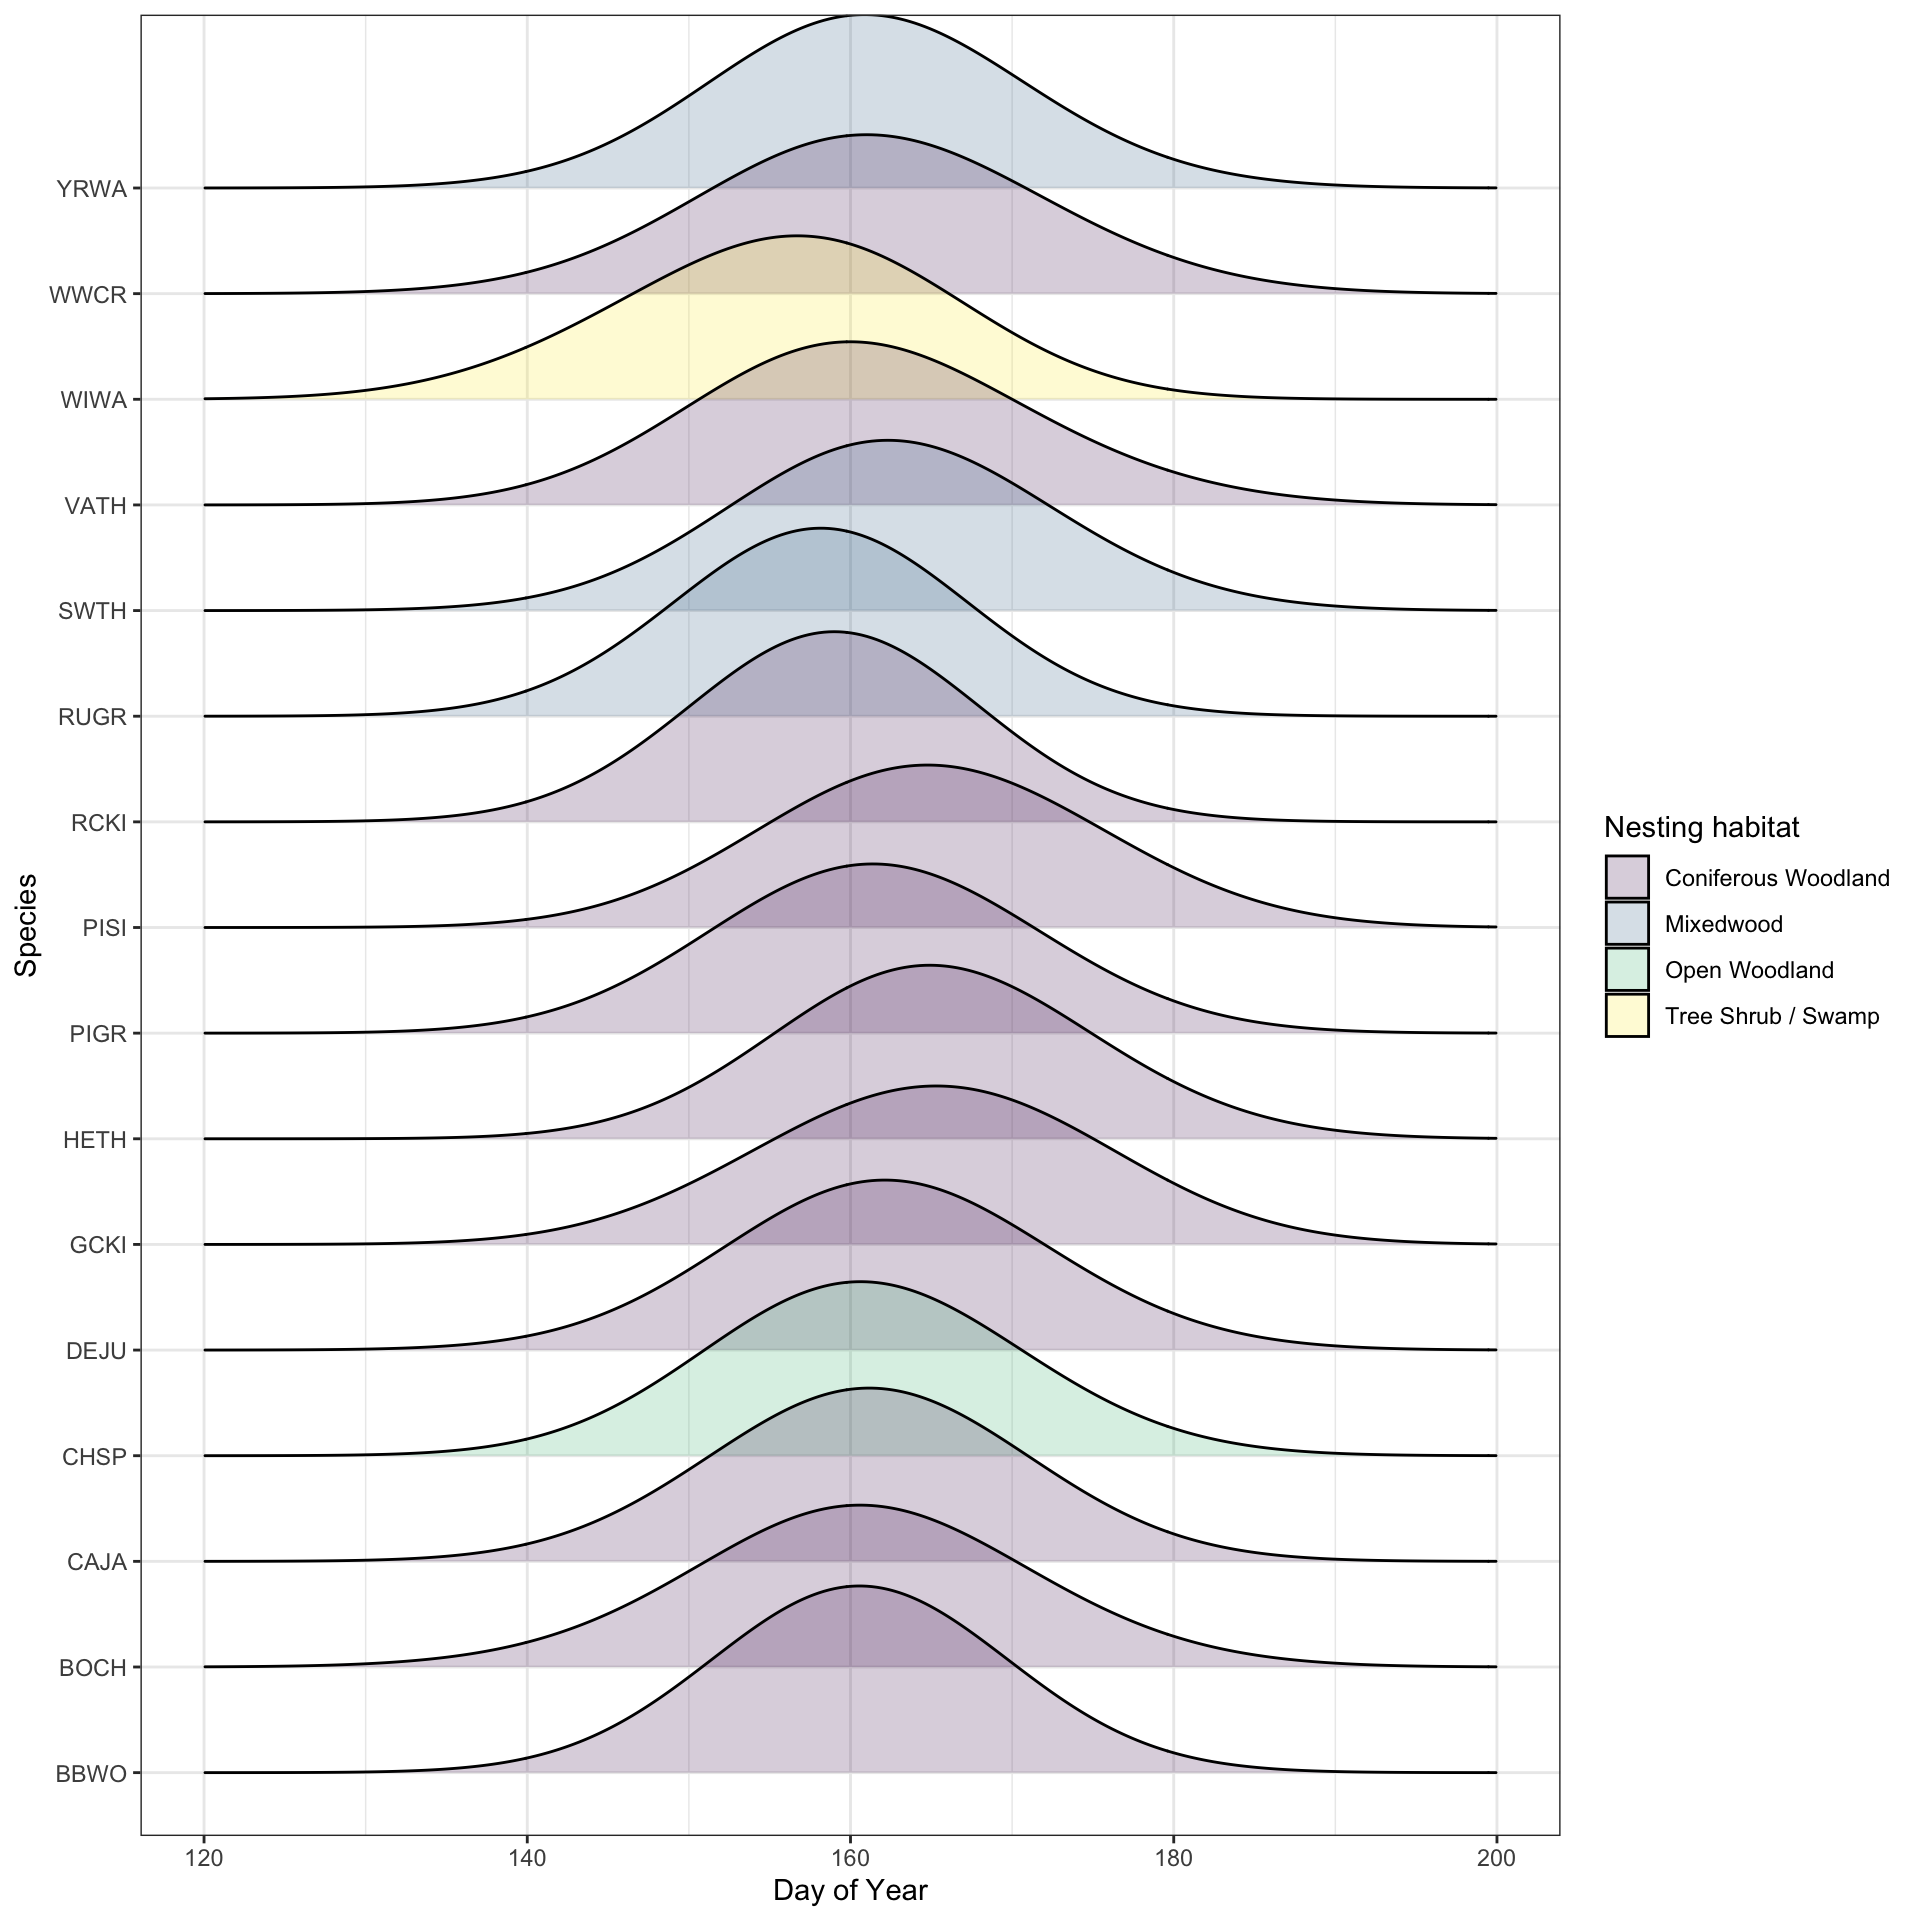 YRWA
WWCR
WIWA
VATH
SWTH
RUGR
RCKI
PISI
PIGR
HETH
GCKI
DEJU
CHSP
CAJA
BOCH
BBWO
Species
120 140 160 180 200
Day of Year
Nesting habitat
Coniferous Woodland
Mixedwood
Open Woodland
Tree Shrub / Swamp